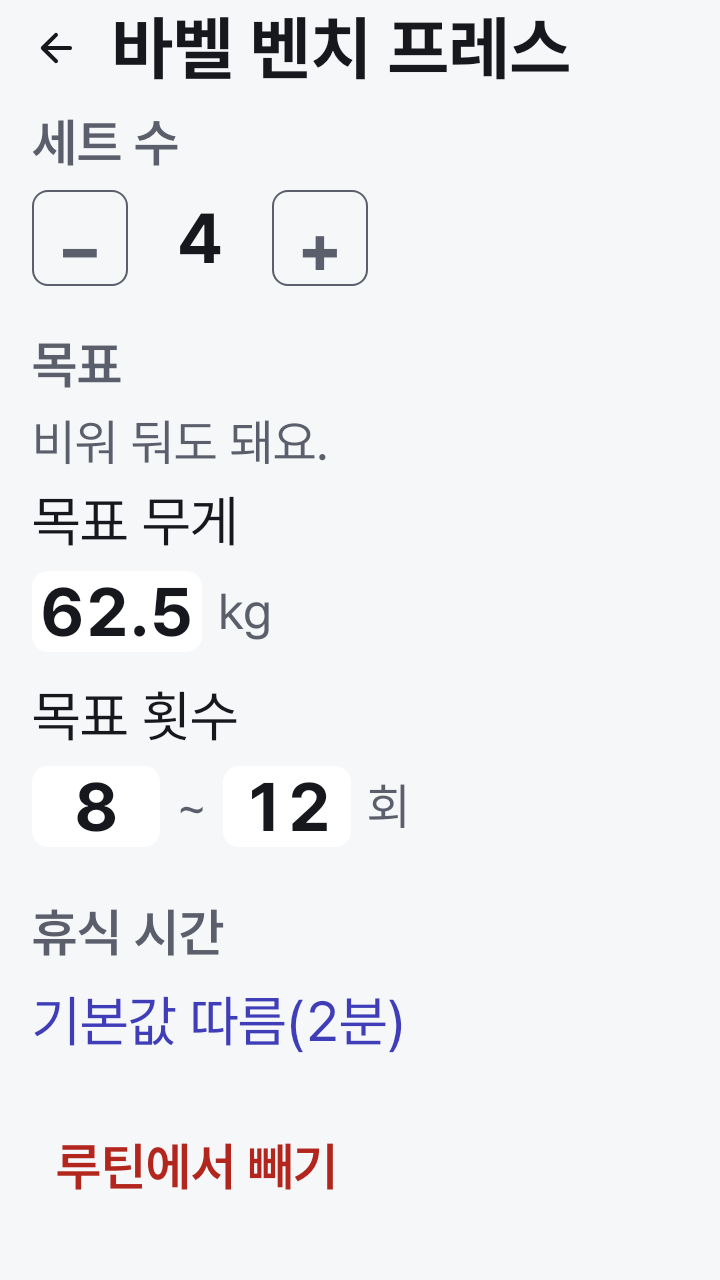 바벨 벤치 프레스
세트 수
− 4 +
목표
비워 둬도 돼요.
목표 무게
62.5 kg
목표 횟수
8 ~ 12 회
휴식 시간
기본값 따름(2분)
루틴에서 빼기